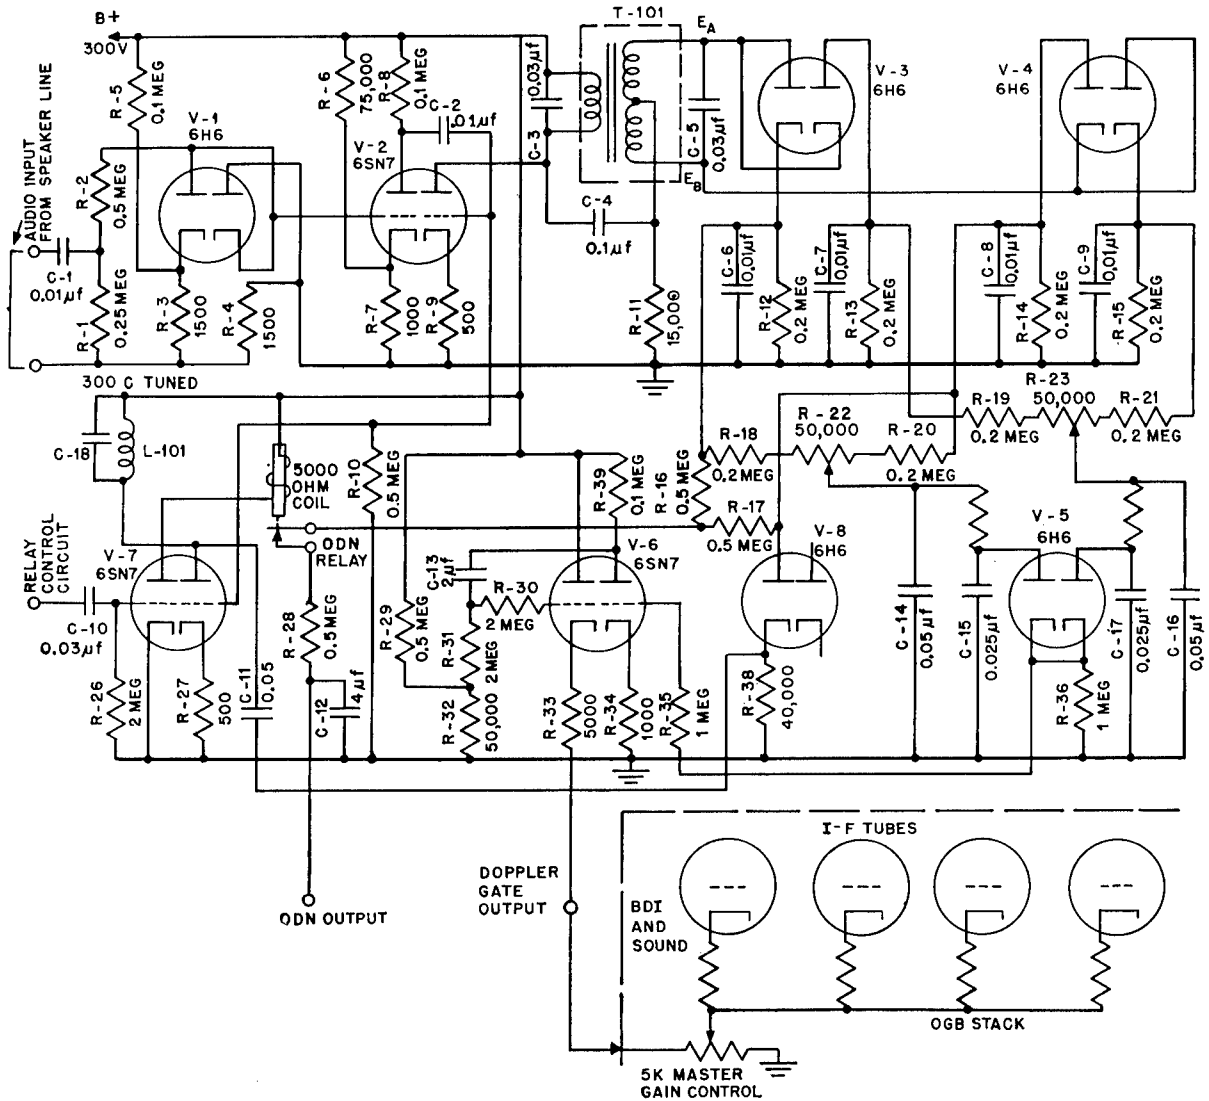 B+
300V
T-101
E_A
E_B
AUDIO INPUT
FROM SPEAKER LINE
R-5
0.1 MEG
V-1
6H6
R-2
0.5 MEG
C-1
0.01µf
R-1
0.25 MEG
R-3
1500
R-4
1500
R-6
75,000
R-8
0.1 MEG
C-2
.01µf
V-2
6SN7
R-7
1000
R-9
500
0.03µf
C-3
C-4
0.1µf
R-11
15,000
C-5
0.03µf
V-3
6H6
V-4
6H6
C-6
0.01µf
R-12
0.2 MEG
C-7
0.01µf
R-13
0.2 MEG
C-8
0.01µf
R-14
0.2 MEG
C-9
0.01µf
R-15
0.2 MEG
300 C TUNED
C-18
L-101
5000
OHM
COIL
R-10
0.5 MEG
ODN
RELAY
RELAY
CONTROL
CIRCUIT
V-7
6SN7
C-10
0.03µf
R-26
2 MEG
R-27
500
C-11
0.05
R-28
0.5 MEG
C-12
4µf
R-29
0.5 MEG
C-13
2µf
R-30
2 MEG
R-31
2 MEG
R-32
50,000
R-39
0.1 MEG
V-6
6SN7
R-33
5000
R-34
1000
R-35
1 MEG
R-16
0.5 MEG
R-17
0.5 MEG
R-18
0.2 MEG
R-22
50,000
R-20
0.2 MEG
R-19
0.2 MEG
R-23
50,000
R-21
0.2 MEG
V-8
6H6
R-38
40,000
C-14
0.05µf
C-15
0.025µf
V-5
6H6
R-36
1 MEG
C-17
0.025µf
C-16
0.05µf
ODN OUTPUT
DOPPLER
GATE
OUTPUT
I-F TUBES
BDI
AND
SOUND
OGB STACK
5K MASTER
GAIN CONTROL